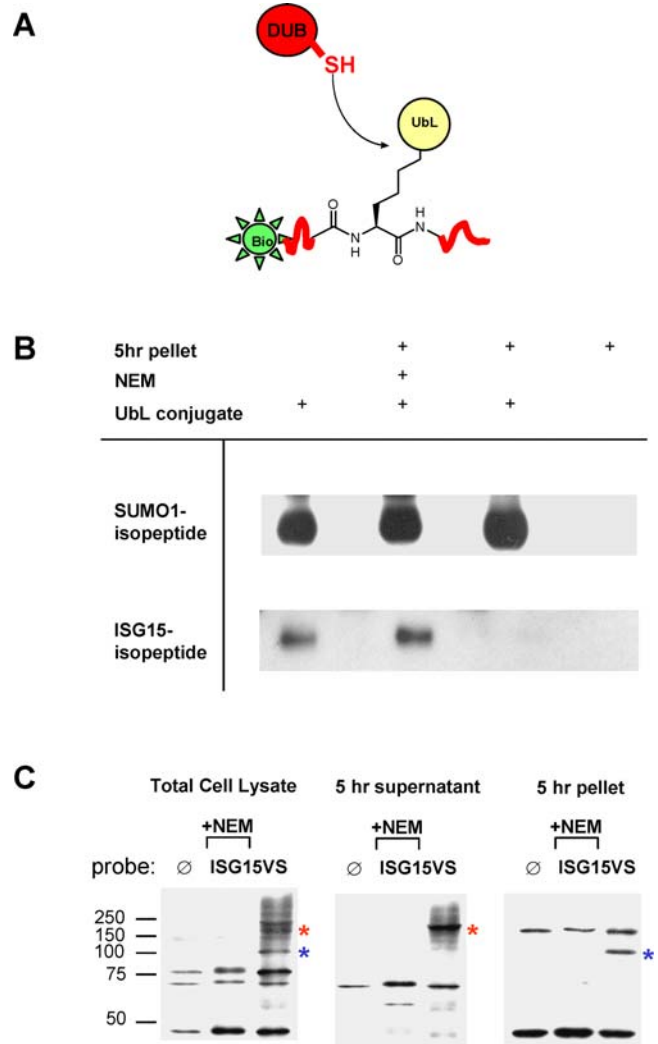 A
DUB
SH
UbL
O
H
N
Bio
N
H
O
B
5hr pellet + + +
NEM +
UbL conjugate + + +
SUMO1-
isopeptide
ISG15-
isopeptide
C
Total Cell Lysate 5 hr supernatant 5 hr pellet
+NEM +NEM +NEM
probe: ∅ ISG15VS ∅ ISG15VS ∅ ISG15VS
250
150 * *
100 * *
75
50